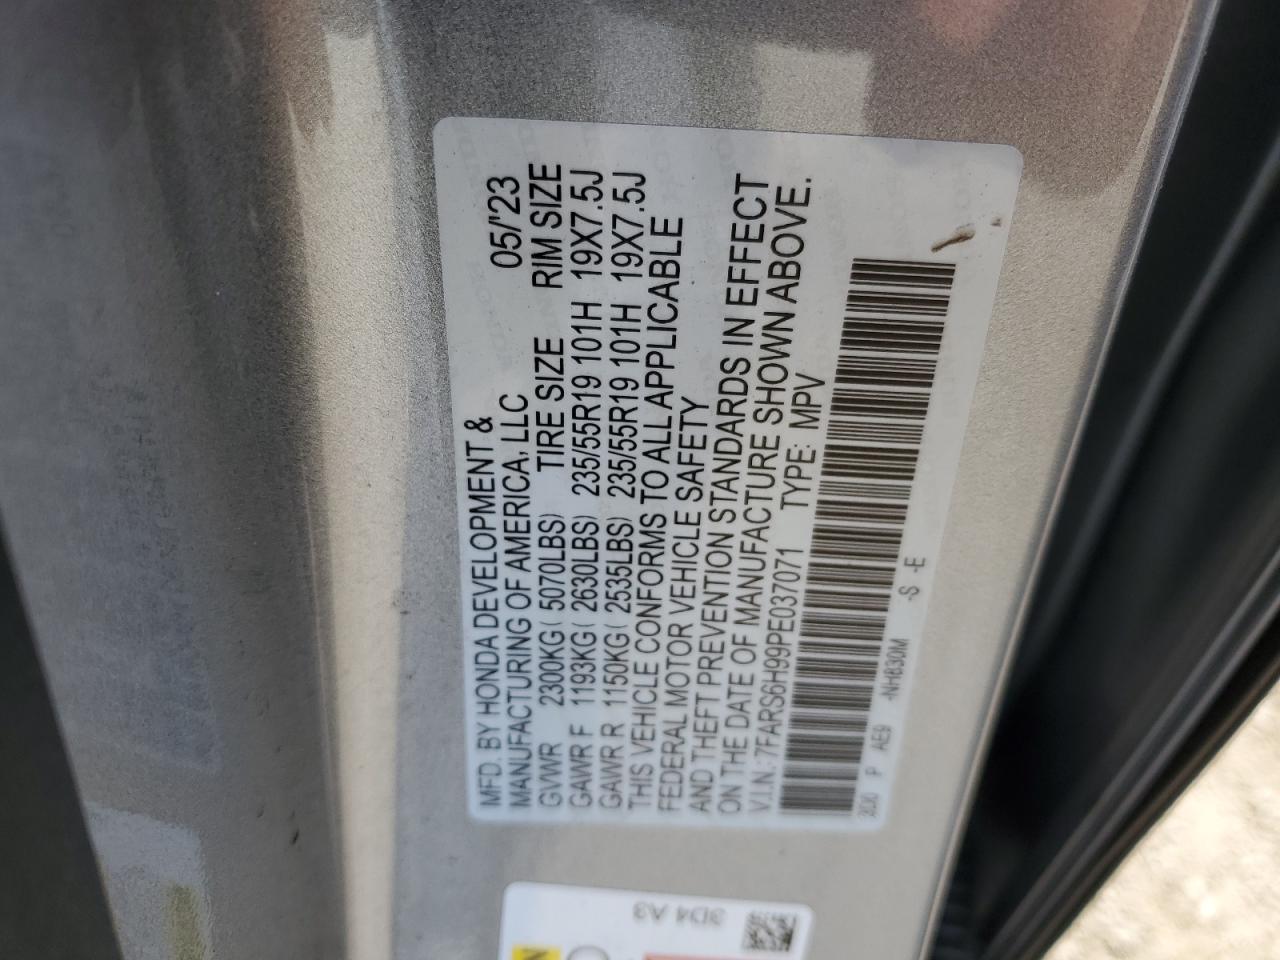 MFD. BY HONDA DEVELOPMENT & 05/'23
MANUFACTURING OF AMERICA, LLC
GVWR 2300KG( 5070LBS) TIRE SIZE RIM SIZE
GAWR F 1193KG( 2630LBS) 235/55R19 101H 19X7.5J
GAWR R 1150KG( 2535LBS) 235/55R19 101H 19X7.5J
THIS VEHICLE CONFORMS TO ALL APPLICABLE
FEDERAL MOTOR VEHICLE SAFETY
AND THEFT PREVENTION STANDARDS IN EFFECT
ON THE DATE OF MANUFACTURE SHOWN ABOVE.
V.I.N.: 7FARS6H99PE037071 TYPE: MPV
P AE9 -NH830M -S -E
3D4 A3